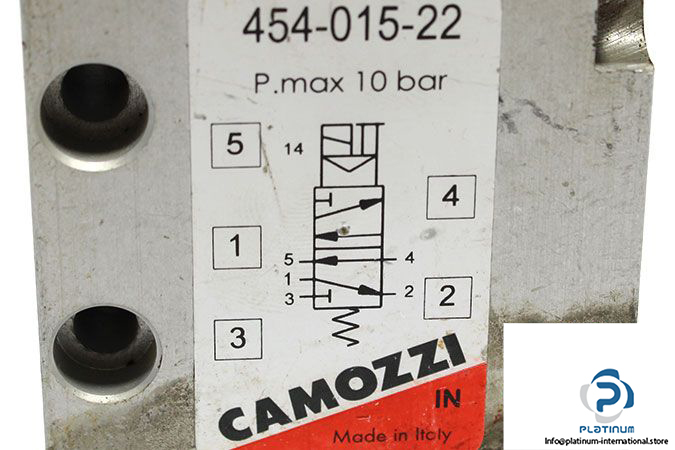 454-015-22
P.max 10 bar
5
14
4
1
5 4
1
3 2
2
3
CAMOZZI
IN
Made in Italy
PLATINUM
Info@platinum-international.store